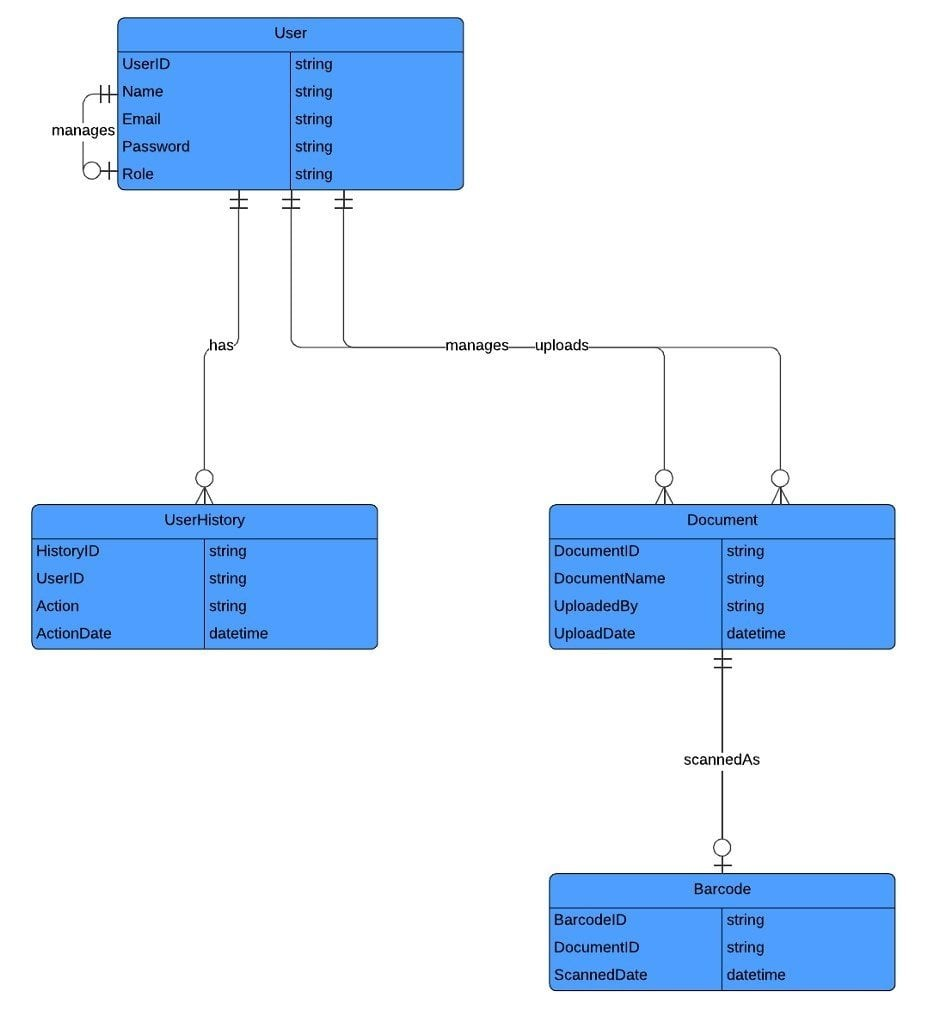 User
UserID string
Name string
manages
Email string
Password string
Role string
has
manages uploads
UserHistory
HistoryID string
UserID string
Action string
ActionDate datetime
Document
DocumentID string
DocumentName string
UploadedBy string
UploadDate datetime
scannedAs
Barcode
BarcodeID string
DocumentID string
ScannedDate datetime